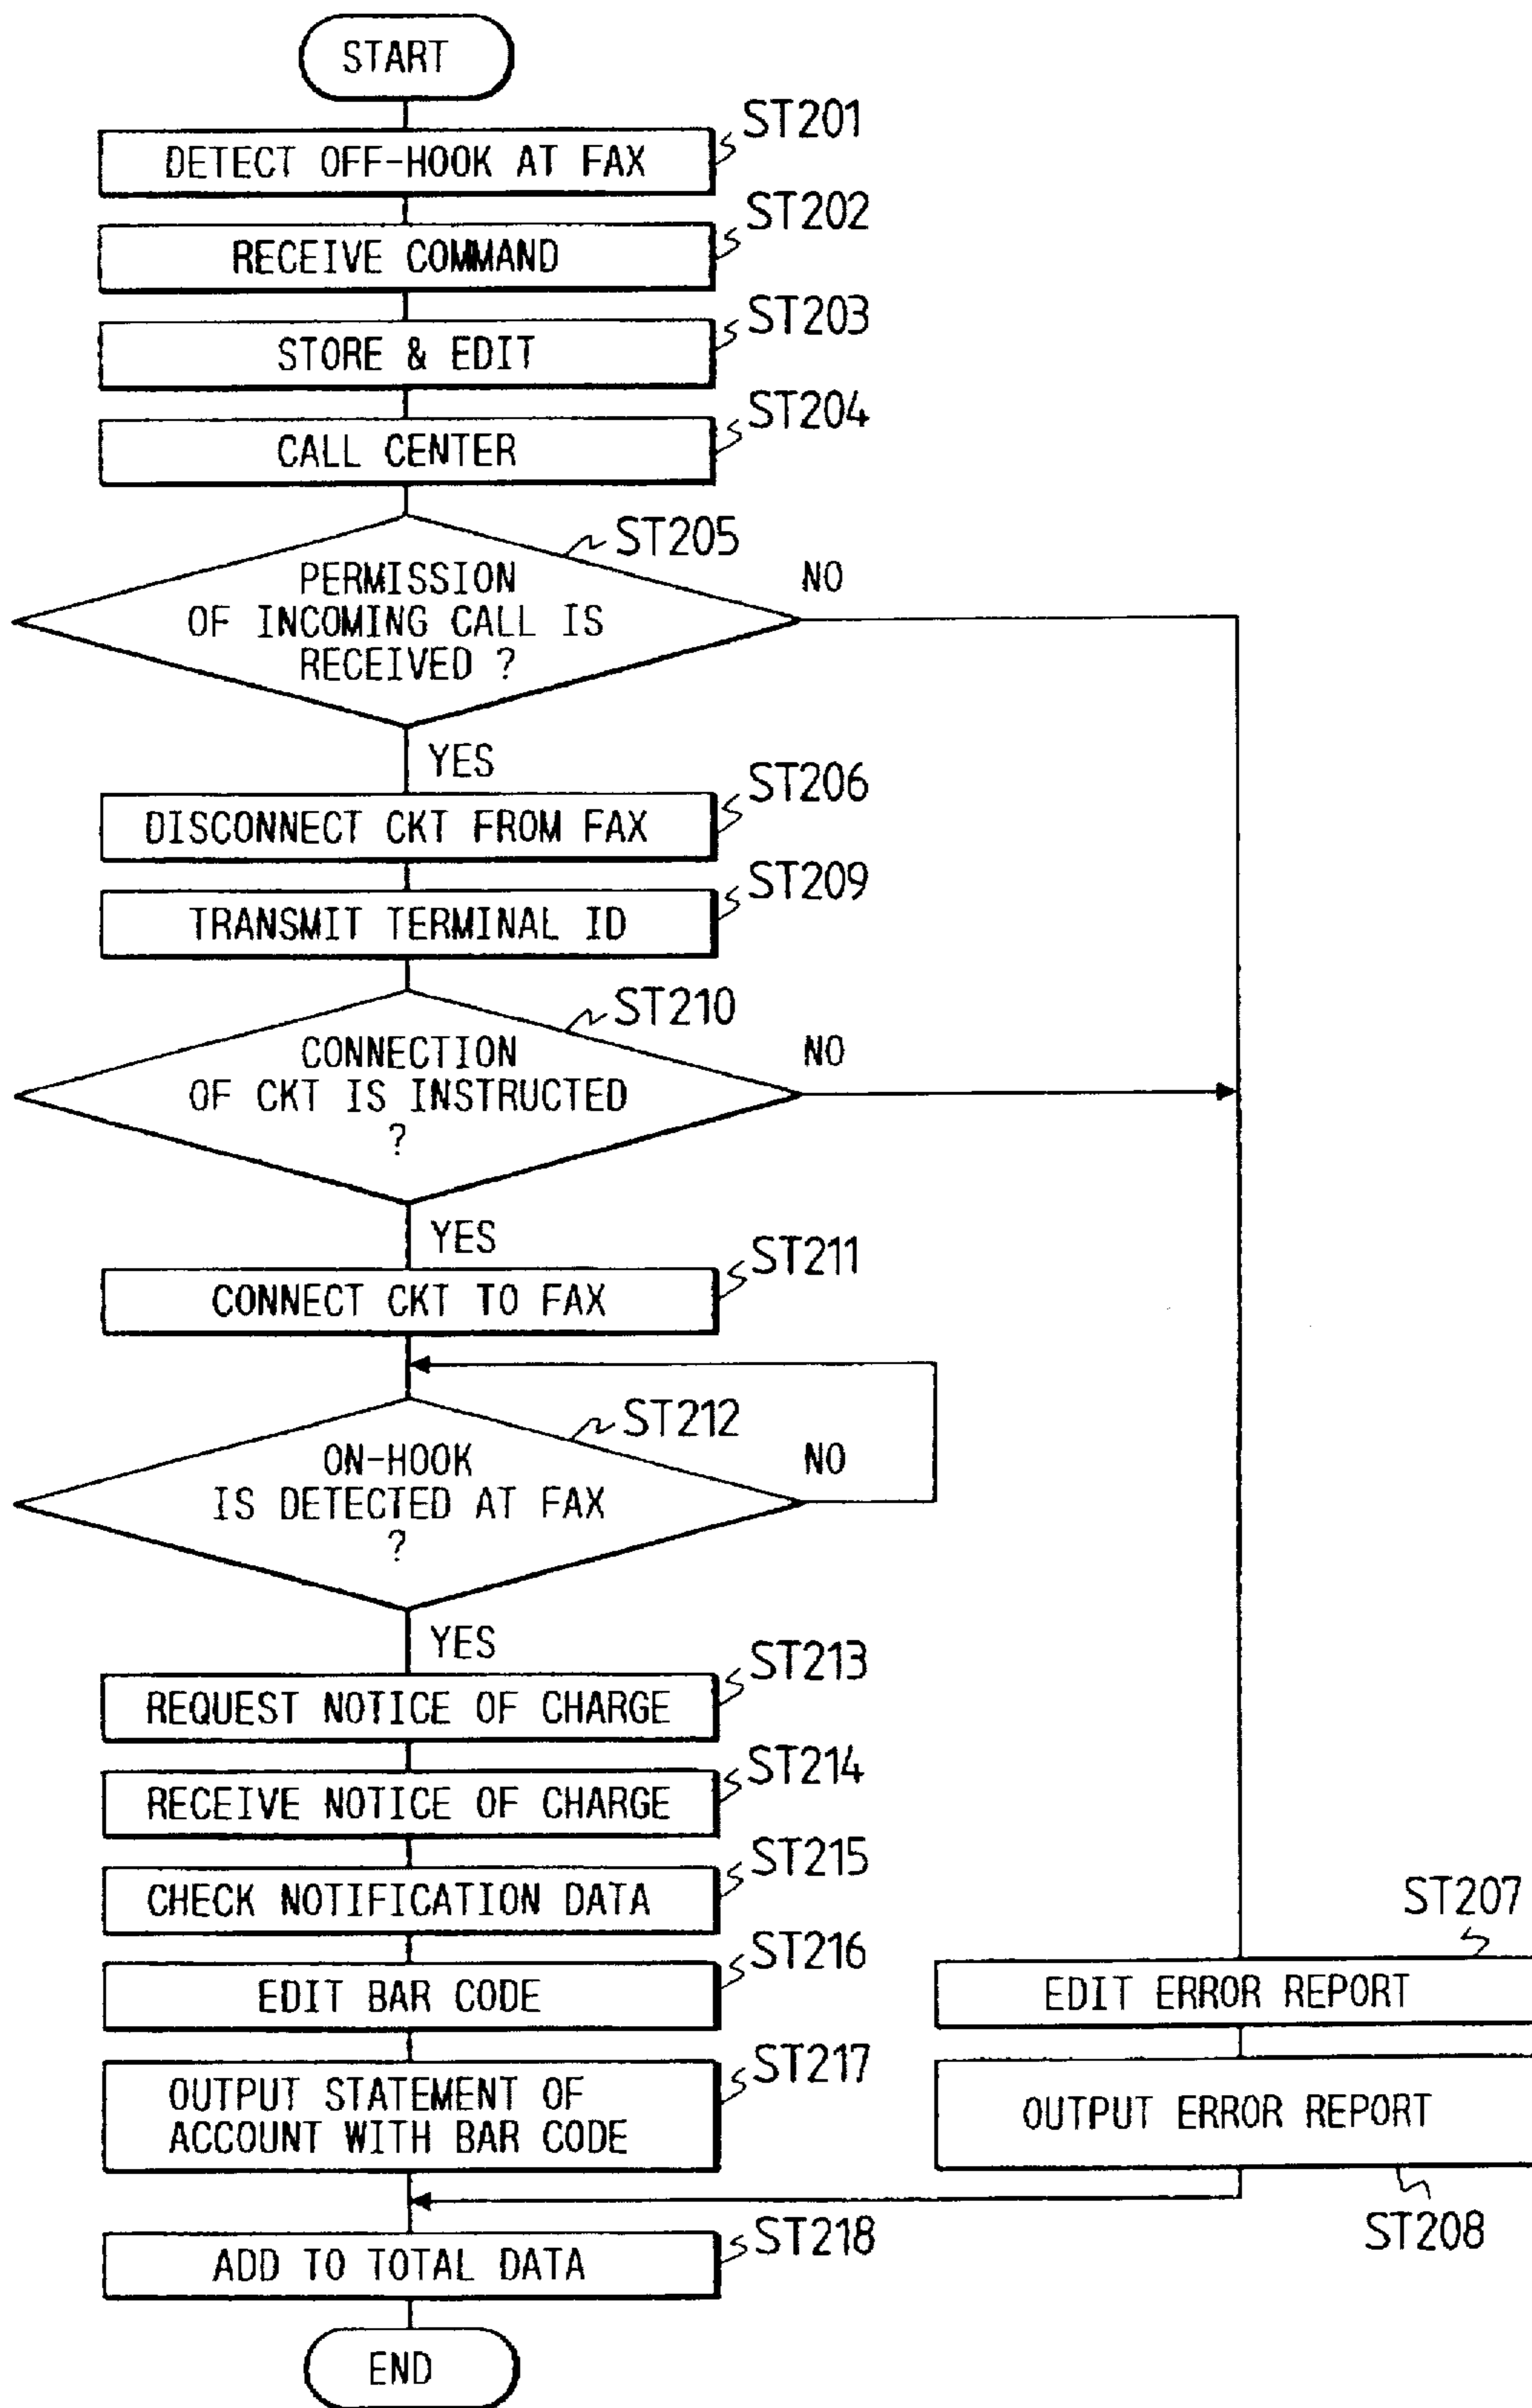 START
ST201
DETECT OFF-HOOK AT FAX
ST202
RECEIVE COMMAND
ST203
STORE & EDIT
ST204
CALL CENTER
ST205
PERMISSION
OF INCOMING CALL IS
RECEIVED ?
NO
YES
ST206
DISCONNECT CKT FROM FAX
ST209
TRANSMIT TERMINAL ID
ST210
CONNECTION
OF CKT IS INSTRUCTED
?
NO
YES
ST211
CONNECT CKT TO FAX
ST212
ON-HOOK
IS DETECTED AT FAX
?
NO
YES
ST213
REQUEST NOTICE OF CHARGE
ST214
RECEIVE NOTICE OF CHARGE
ST215
CHECK NOTIFICATION DATA
ST216
EDIT BAR CODE
ST217
OUTPUT STATEMENT OF
ACCOUNT WITH BAR CODE
ST207
EDIT ERROR REPORT
OUTPUT ERROR REPORT
ST208
ST218
ADD TO TOTAL DATA
END